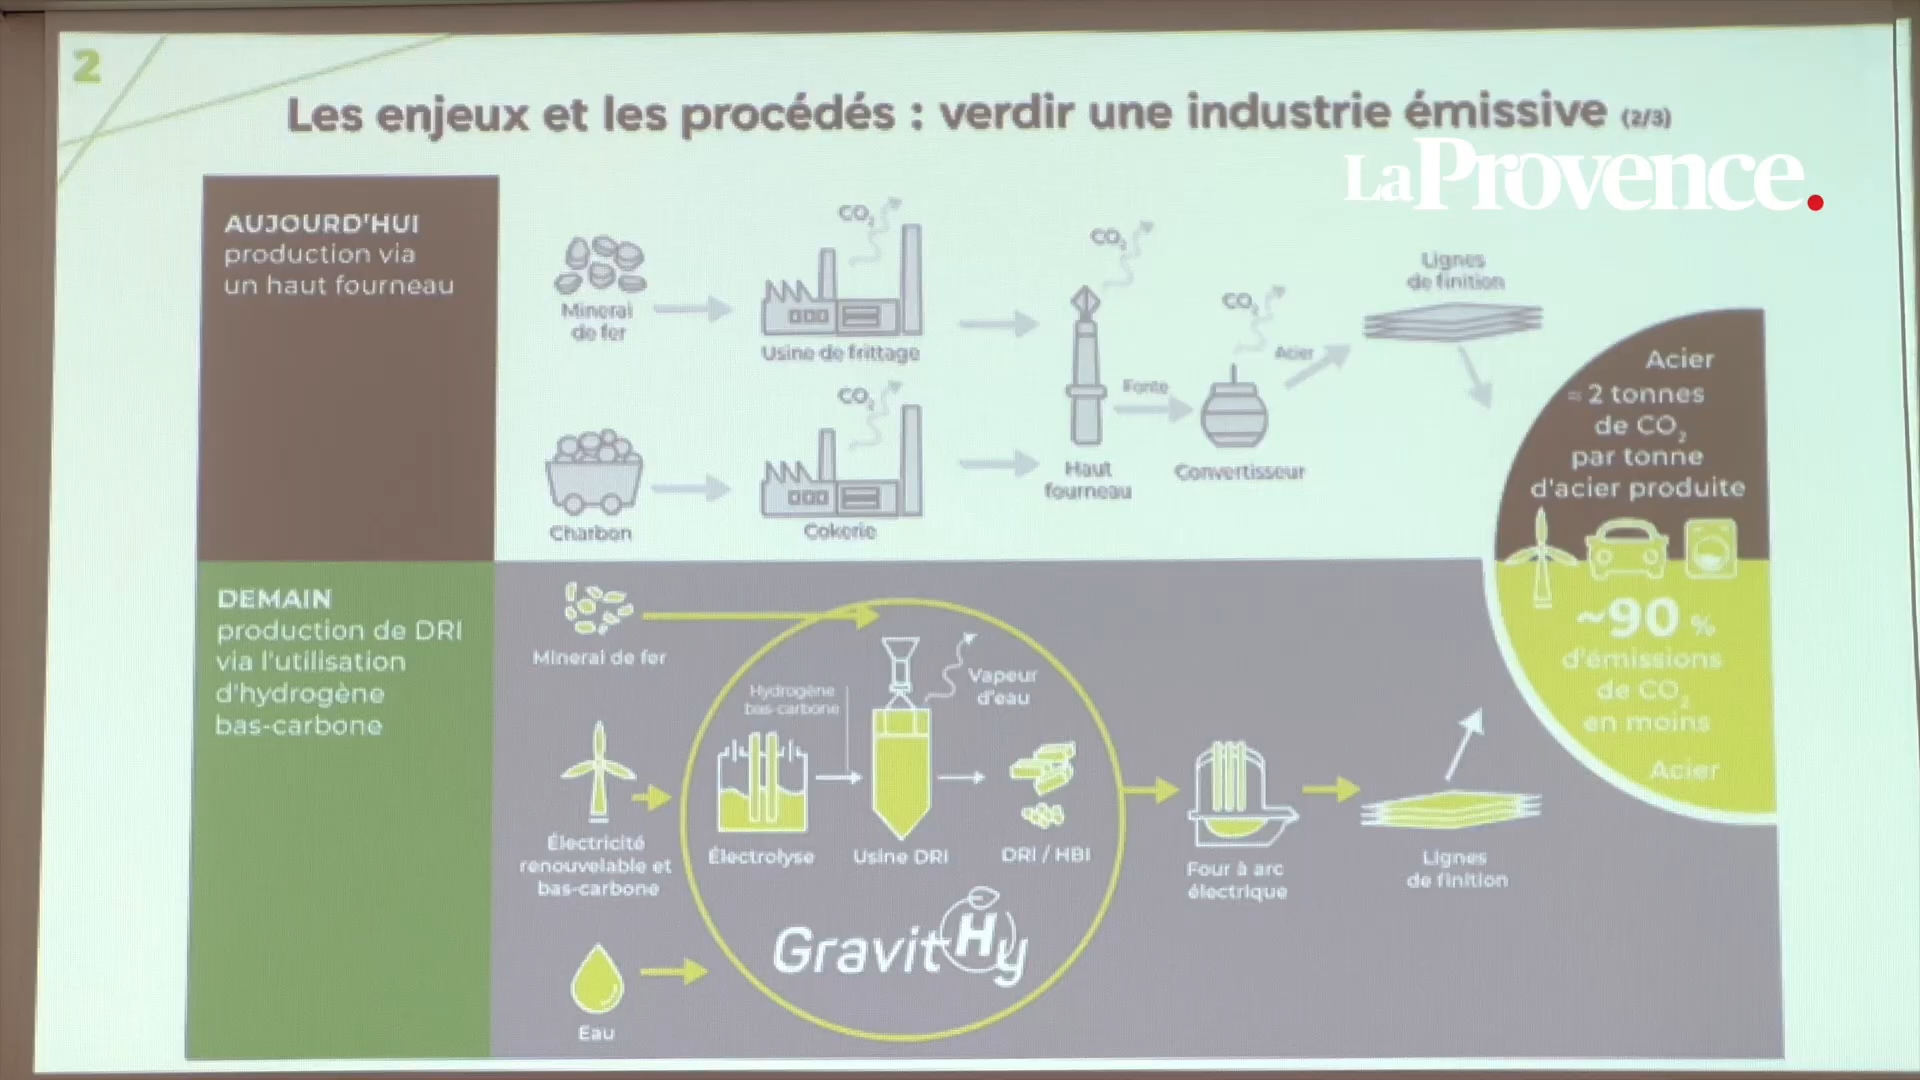 2
Les enjeux et les procédés : verdir une industrie émissive (2/3)
LaProvence.
AUJOURD'HUI
production via
un haut fourneau
Minerai
de fer
CO₂
Usine de frittage
Charbon
CO₂
Cokerie
CO₂
Haut
fourneau
Fonte
CO₂
Convertisseur
Acier
Lignes
de finition
Acier
≈ 2 tonnes
de CO₂
par tonne
d'acier produite
~90 %
d'émissions
de CO₂
en moins
Acier
DEMAIN
production de DRI
via l'utilisation
d'hydrogène
bas-carbone
Minerai de fer
Électricité
renouvelable et
bas-carbone
Eau
Hydrogène
bas-carbone
Vapeur
d'eau
Électrolyse
Usine DRI
DRI / HBI
GravitHy
Four à arc
électrique
Lignes
de finition